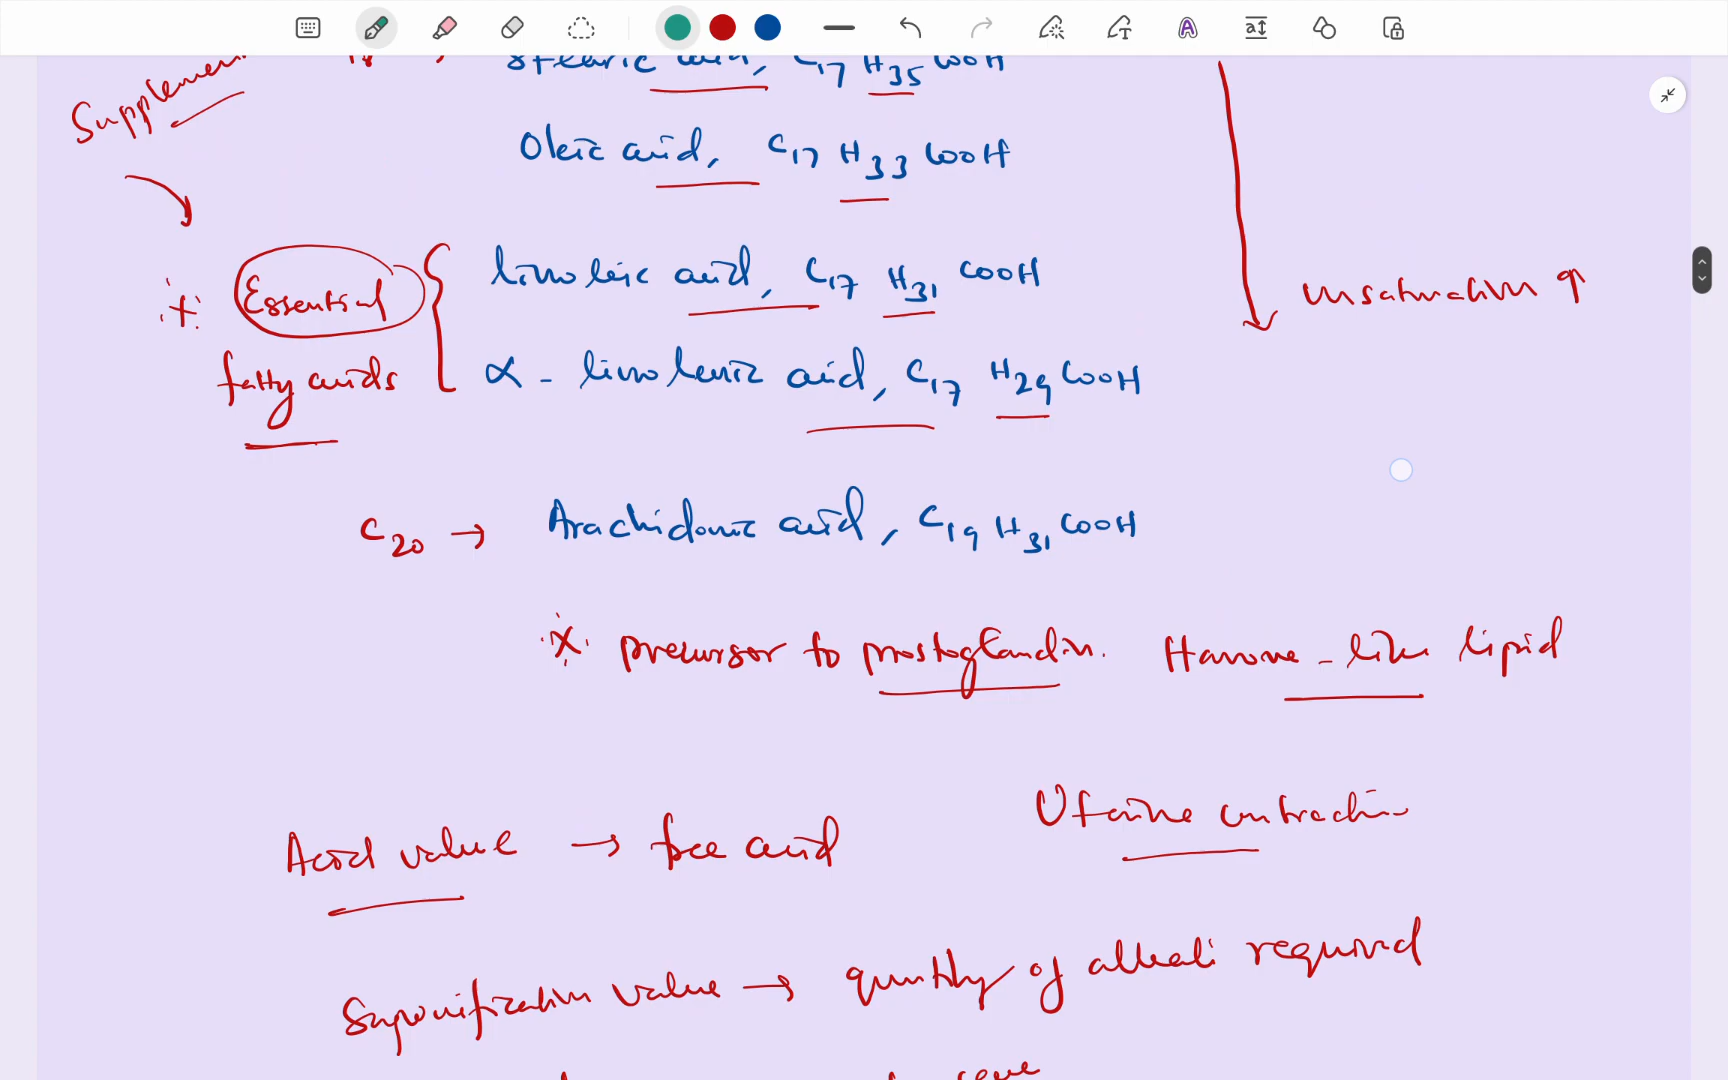 Supplement
Stearic acid, C17 H35 COOH
Oleic acid, C17 H33 COOH
Essential fatty acids
linoleic acid, C17 H31 COOH
α - linolenic acid, C17 H29 COOH
unsaturation ↑
C20 → Arachidonic acid, C19 H31 COOH
precursor to prostaglandin. Harmone-like lipid
Uterine contraction
Acid value → free acid
Saponification value → quantity of alkali required